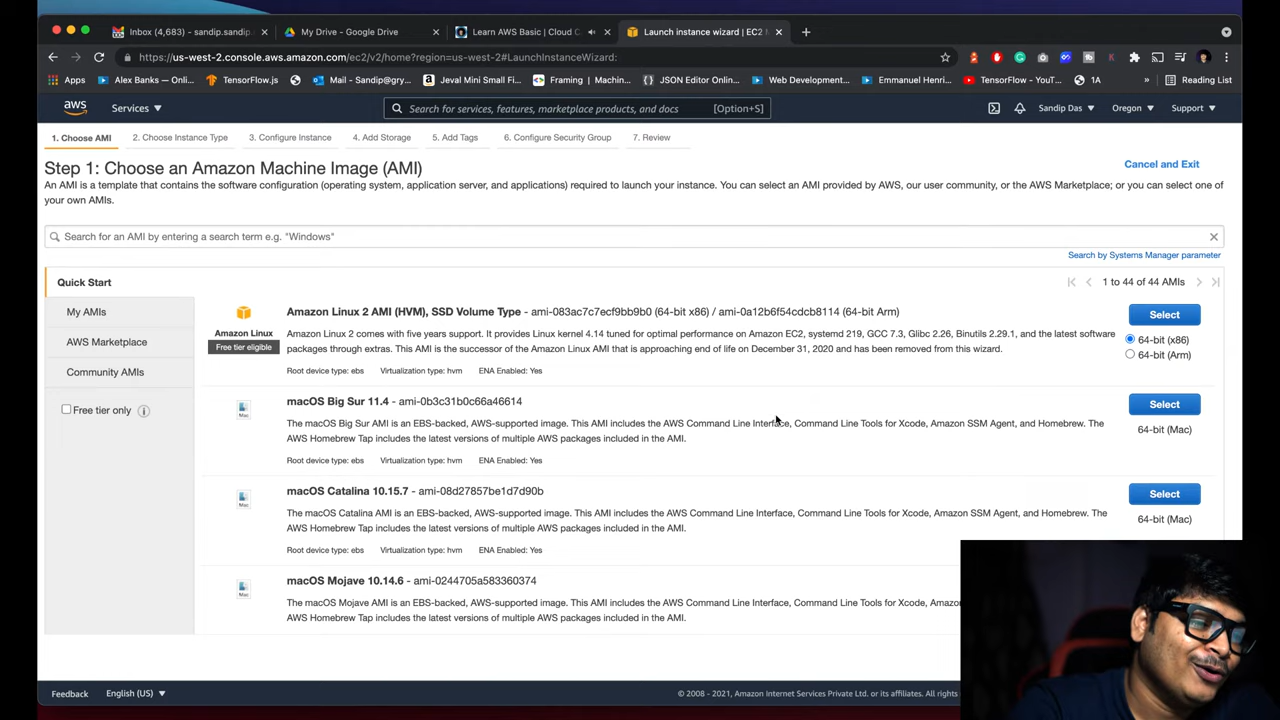 Inbox (4,683) - sandip.sandip.
My Drive - Google Drive
Learn AWS Basic | Cloud C
Launch instance wizard | EC2 M
https://us-west-2.console.aws.amazon.com/ec2/v2/home?region=us-west-2#LaunchInstanceWizard:
Apps
Alex Banks — Onli...
TensorFlow.js
Mail - Sandip@gry...
Jeval Mini Small Fi...
Framing | Machin...
JSON Editor Onlin...
Web Development...
Emmanuel Henri...
TensorFlow - YouT...
1A
»
Reading List
aws
Services
Search for services, features, marketplace products, and docs
[Option+S]
Sandip Das
Oregon
Support
1. Choose AMI
2. Choose Instance Type
3. Configure Instance
4. Add Storage
5. Add Tags
6. Configure Security Group
7. Review
Step 1: Choose an Amazon Machine Image (AMI)
Cancel and Exit
An AMI is a template that contains the software configuration (operating system, application server, and applications) required to launch your instance. You can select an AMI provided by AWS, our user community, or the AWS Marketplace; or you can select one of
your own AMIs.
Search for an AMI by entering a search term e.g. "Windows"
Search by Systems Manager parameter
Quick Start
1 to 44 of 44 AMIs
My AMIs
AWS Marketplace
Community AMIs
Free tier only
Amazon Linux
Free tier eligible
Amazon Linux 2 AMI (HVM), SSD Volume Type - ami-083ac7c7ecf9bb9b0 (64-bit x86) / ami-0a12b6f54cdcb8114 (64-bit Arm)
Amazon Linux 2 comes with five years support. It provides Linux kernel 4.14 tuned for optimal performance on Amazon EC2, systemd 219, GCC 7.3, Glibc 2.26, Binutils 2.29.1, and the latest software
packages through extras. This AMI is the successor of the Amazon Linux AMI that is approaching end of life on December 31, 2020 and has been removed from this wizard.
Root device type: ebs
Virtualization type: hvm
ENA Enabled: Yes
Select
64-bit (x86)
64-bit (Arm)
Mac
macOS Big Sur 11.4 - ami-0b3c31b0c66a46614
The macOS Big Sur AMI is an EBS-backed, AWS-supported image. This AMI includes the AWS Command Line Interface, Command Line Tools for Xcode, Amazon SSM Agent, and Homebrew. The
AWS Homebrew Tap includes the latest versions of multiple AWS packages included in the AMI.
Root device type: ebs
Virtualization type: hvm
ENA Enabled: Yes
Select
64-bit (Mac)
Mac
macOS Catalina 10.15.7 - ami-08d27857be1d7d90b
The macOS Catalina AMI is an EBS-backed, AWS-supported image. This AMI includes the AWS Command Line Interface, Command Line Tools for Xcode, Amazon SSM Agent, and Homebrew. The
AWS Homebrew Tap includes the latest versions of multiple AWS packages included in the AMI.
Root device type: ebs
Virtualization type: hvm
ENA Enabled: Yes
Select
64-bit (Mac)
Mac
macOS Mojave 10.14.6 - ami-0244705a583360374
The macOS Mojave AMI is an EBS-backed, AWS-supported image. This AMI includes the AWS Command Line Interface, Command Line Tools for Xcode, Amazon
AWS Homebrew Tap includes the latest versions of multiple AWS packages included in the AMI.
Feedback
English (US)
© 2008 - 2021, Amazon Internet Services Private Ltd. or its affiliates. All rights